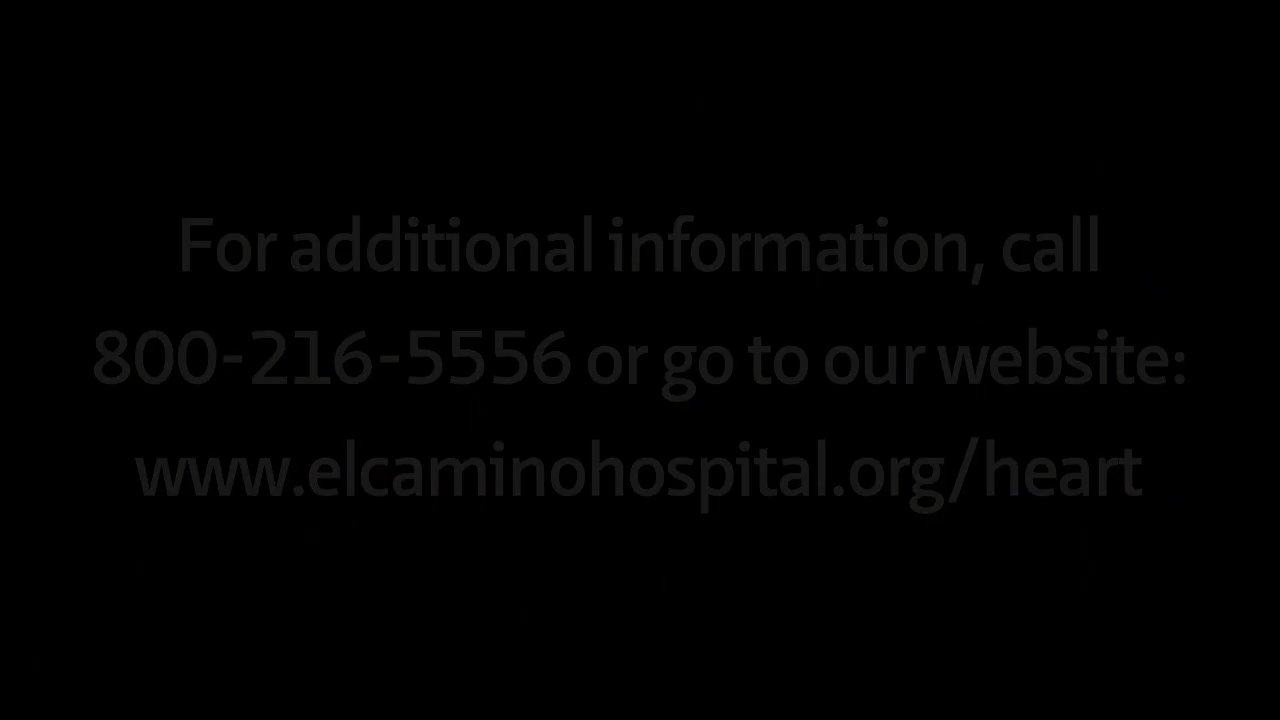 For additional information, call
800-216-5556 or go to our website:
www.elcaminohospital.org/heart